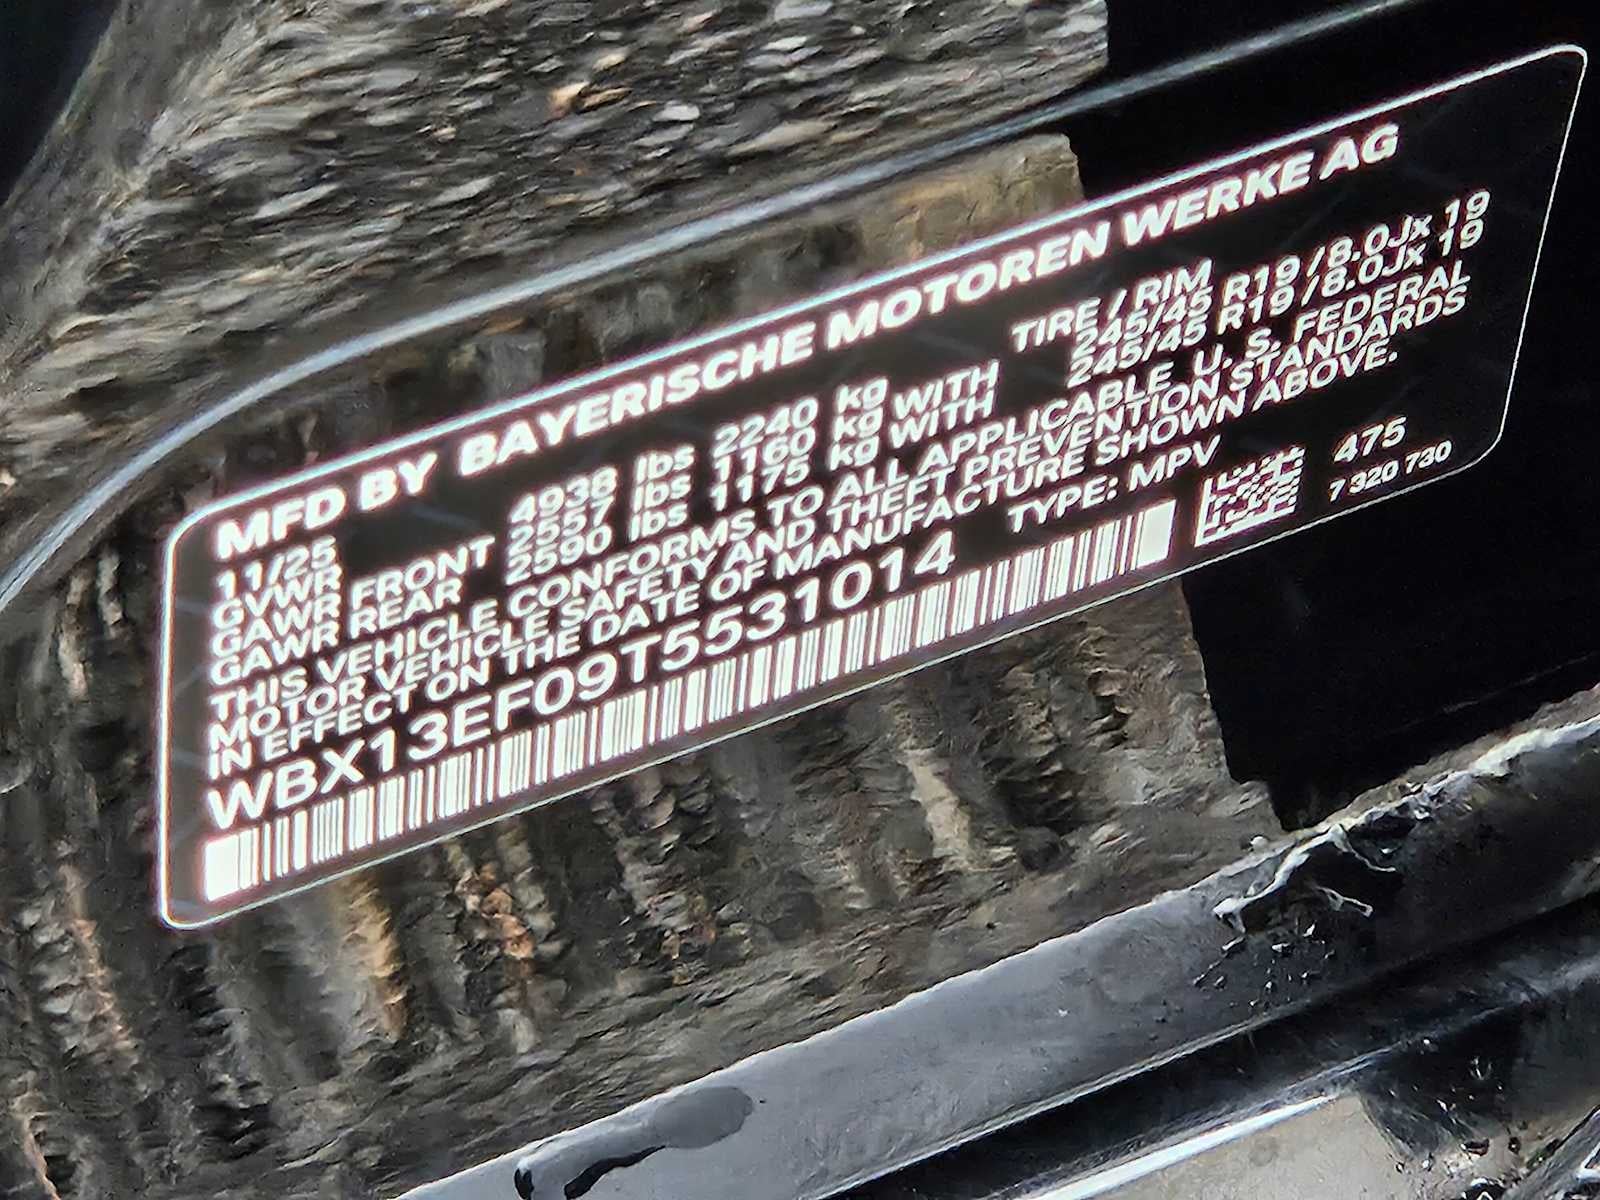 MFD BY BAYERISCHE MOTOREN WERKE AG
11/25 TIRE / RIM
GVWR 4938 lbs 2240 kg
GAWR FRONT 2557 lbs 1160 kg WITH 245/45 R19 / 8.0Jx 19
GAWR REAR 2590 lbs 1175 kg WITH 245/45 R19 / 8.0Jx 19
THIS VEHICLE CONFORMS TO ALL APPLICABLE U. S. FEDERAL
MOTOR VEHICLE SAFETY AND THEFT PREVENTION STANDARDS
IN EFFECT ON THE DATE OF MANUFACTURE SHOWN ABOVE.
WBX13EF09T5531014 TYPE: MPV 475
7 320 730